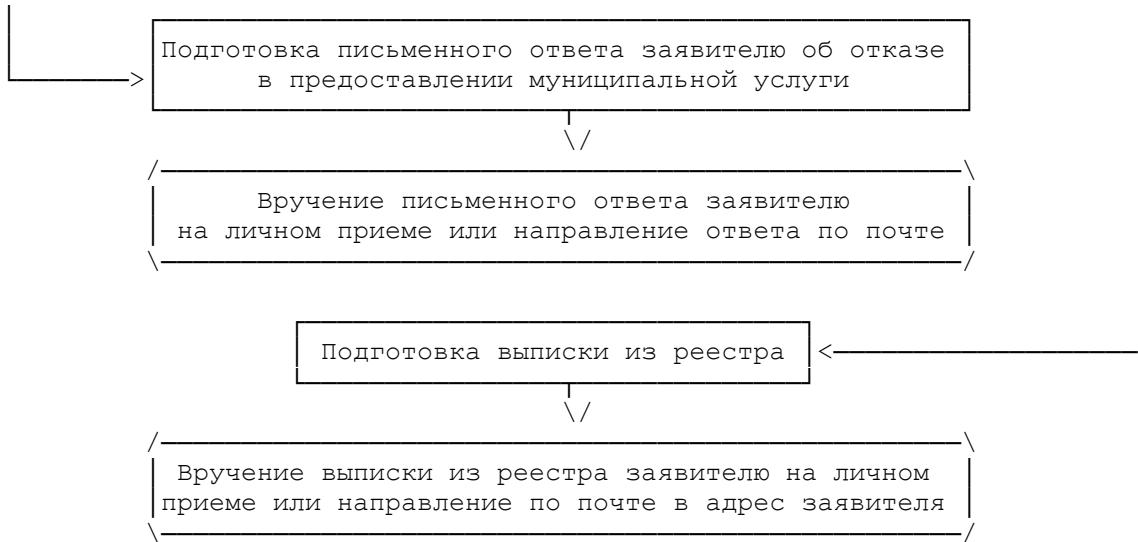 Подготовка письменного ответа заявителю об отказе
в предоставлении муниципальной услуги
Вручение письменного ответа заявителю
на личном приеме или направление ответа по почте
Подготовка выписки из реестра
Вручение выписки из реестра заявителю на личном
приеме или направление по почте в адрес заявителя